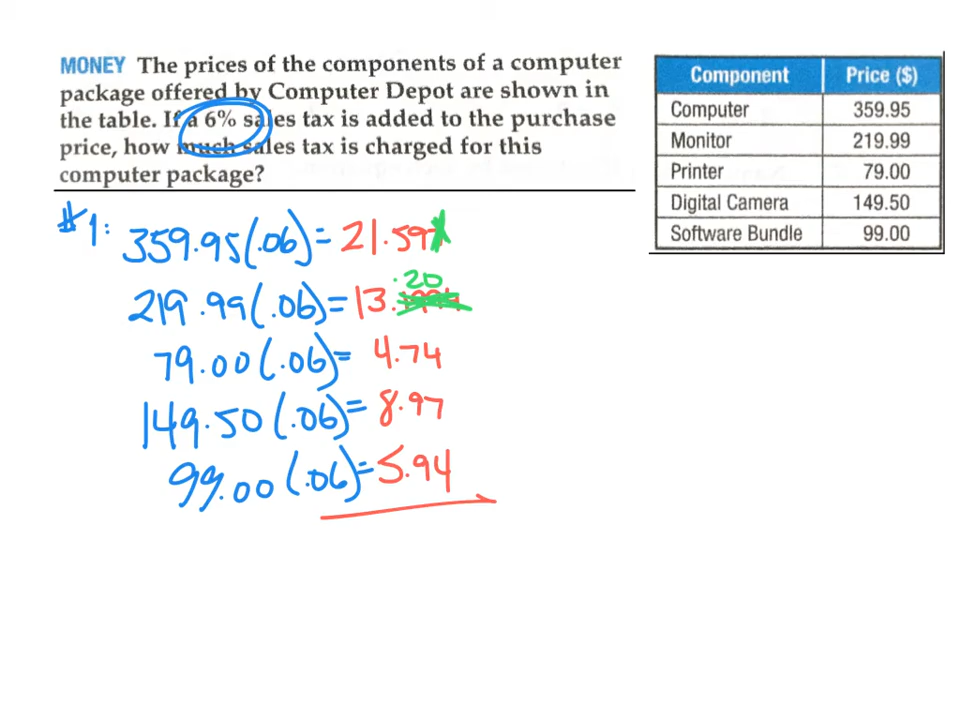 MONEY The prices of the components of a computer
package offered by Computer Depot are shown in
the table. If a 6% sales tax is added to the purchase
price, how much sales tax is charged for this
computer package?
Component Price ($)
Computer 359.95
Monitor 219.99
Printer 79.00
Digital Camera 149.50
Software Bundle 99.00
#1: 359.95(.06)= 21.597
.20
219.99(.06)= 13.1994
79.00(.06)= 4.74
149.50(.06)= 8.97
99.00(.06)= 5.94